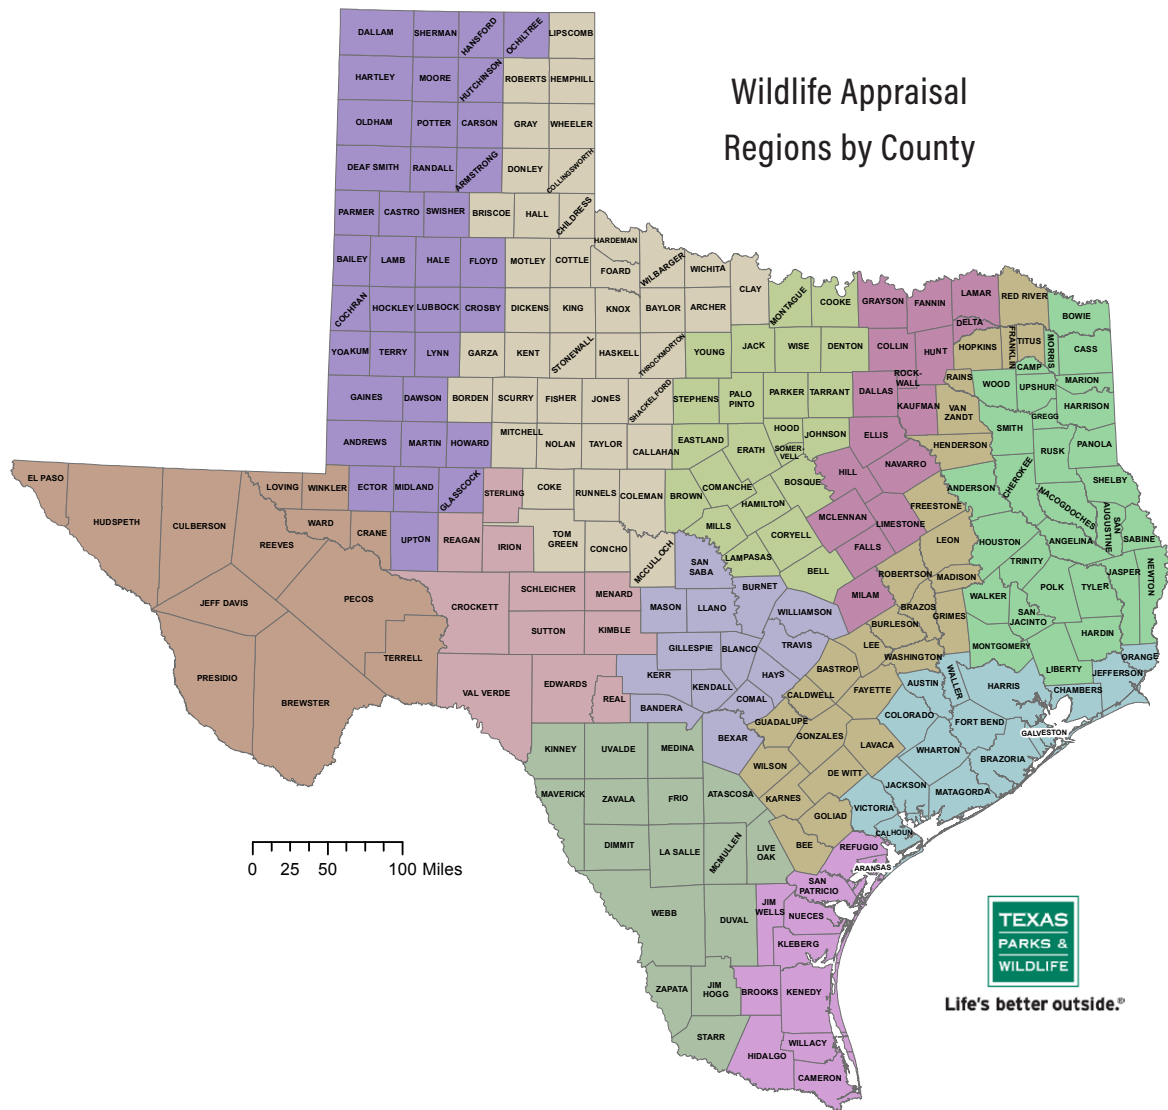 Wildlife Appraisal
Regions by County
DALLAM
SHERMAN
HANSFORD
OCHILTREE
LIPSCOMB
HARTLEY
MOORE
HUTCHINSON
ROBERTS
HEMPHILL
OLDHAM
POTTER
CARSON
GRAY
WHEELER
DEAF SMITH
RANDALL
ARMSTRONG
DONLEY
COLLINGSWORTH
PARMER
CASTRO
SWISHER
BRISCOE
HALL
CHILDRESS
BAILEY
LAMB
HALE
FLOYD
MOTLEY
COTTLE
HARDEMAN
FOARD
WILBARGER
WICHITA
CLAY
COCHRAN
HOCKLEY
LUBBOCK
CROSBY
DICKENS
KING
KNOX
BAYLOR
ARCHER
MONTAGUE
COOKE
GRAYSON
FANNIN
LAMAR
RED RIVER
BOWIE
DELTA
YOAKUM
TERRY
LYNN
GARZA
KENT
STONEWALL
HASKELL
THROCKMORTON
YOUNG
JACK
WISE
DENTON
COLLIN
HUNT
HOPKINS
FRANKLIN
TITUS
MORRIS
CASS
CAMP
GAINES
DAWSON
BORDEN
SCURRY
FISHER
JONES
SHACKELFORD
STEPHENS
PALO
PINTO
PARKER
TARRANT
DALLAS
ROCK-
WALL
KAUFMAN
RAINS
VAN
ZANDT
WOOD
UPSHUR
MARION
HARRISON
GREGG
ANDREWS
MARTIN
HOWARD
MITCHELL
NOLAN
TAYLOR
CALLAHAN
EASTLAND
ERATH
HOOD
SOMER-
VELL
JOHNSON
ELLIS
HENDERSON
SMITH
RUSK
PANOLA
EL PASO
HUDSPETH
CULBERSON
LOVING
WINKLER
ECTOR
MIDLAND
GLASSCOCK
STERLING
COKE
RUNNELS
COLEMAN
BROWN
COMANCHE
HAMILTON
BOSQUE
HILL
NAVARRO
FREESTONE
ANDERSON
CHEROKEE
NACOGDOCHES
SHELBY
SAN
AUGUSTINE
SABINE
REEVES
WARD
CRANE
UPTON
REAGAN
IRION
TOM
GREEN
CONCHO
MCCULLOCH
SAN
SABA
MILLS
LAMPASAS
CORYELL
BELL
MCLENNAN
FALLS
LIMESTONE
LEON
HOUSTON
ANGELINA
TRINITY
JEFF DAVIS
PECOS
CROCKETT
SCHLEICHER
MENARD
MASON
LLANO
BURNET
WILLIAMSON
MILAM
ROBERTSON
MADISON
BRAZOS
GRIMES
WALKER
SAN
JACINTO
POLK
TYLER
JASPER
NEWTON
PRESIDIO
BREWSTER
TERRELL
SUTTON
KIMBLE
GILLESPIE
BLANCO
TRAVIS
HAYS
BASTROP
LEE
BURLESON
WASHINGTON
MONTGOMERY
LIBERTY
HARDIN
ORANGE
JEFFERSON
CHAMBERS
VAL VERDE
EDWARDS
REAL
KERR
KENDALL
COMAL
BANDERA
BEXAR
GUADALUPE
CALDWELL
FAYETTE
AUSTIN
WALLER
HARRIS
COLORADO
FORT BEND
GALVESTON
KINNEY
UVALDE
MEDINA
WILSON
GONZALES
LAVACA
WHARTON
BRAZORIA
MAVERICK
ZAVALA
FRIO
ATASCOSA
KARNES
DE WITT
JACKSON
MATAGORDA
VICTORIA
CALHOUN
DIMMIT
LA SALLE
MCMULLEN
LIVE
OAK
BEE
GOLIAD
REFUGIO
ARANSAS
SAN
PATRICIO
WEBB
DUVAL
JIM
WELLS
NUECES
KLEBERG
ZAPATA
JIM
HOGG
BROOKS
KENEDY
STARR
HIDALGO
WILLACY
CAMERON
0 25 50 100 Miles
TEXAS
PARKS &
WILDLIFE
Life's better outside.®